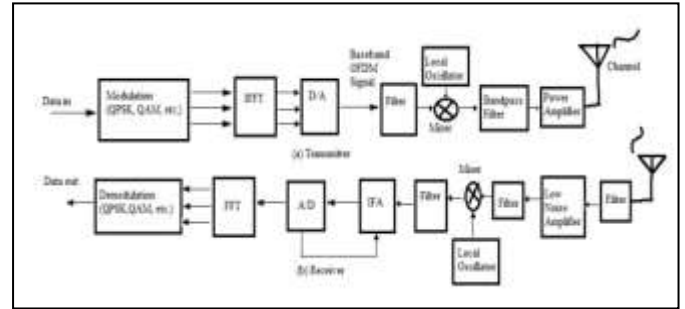 Baseband
OFDM
Signal
Local
Oscillator
Channel
Data in
Modulation
(QPSK, QAM, etc.)
IFFT
D/A
Filter
Mixer
Bandpass
Filter
Power
Amplifier
(a) Transmitter
Data out
Demodulation
(QPSK,QAM, etc.)
FFT
A/D
IFA
Filter
Mixer
Filter
Low
Noise
Amplifier
Filter
Local
Oscillator
(b) Receiver